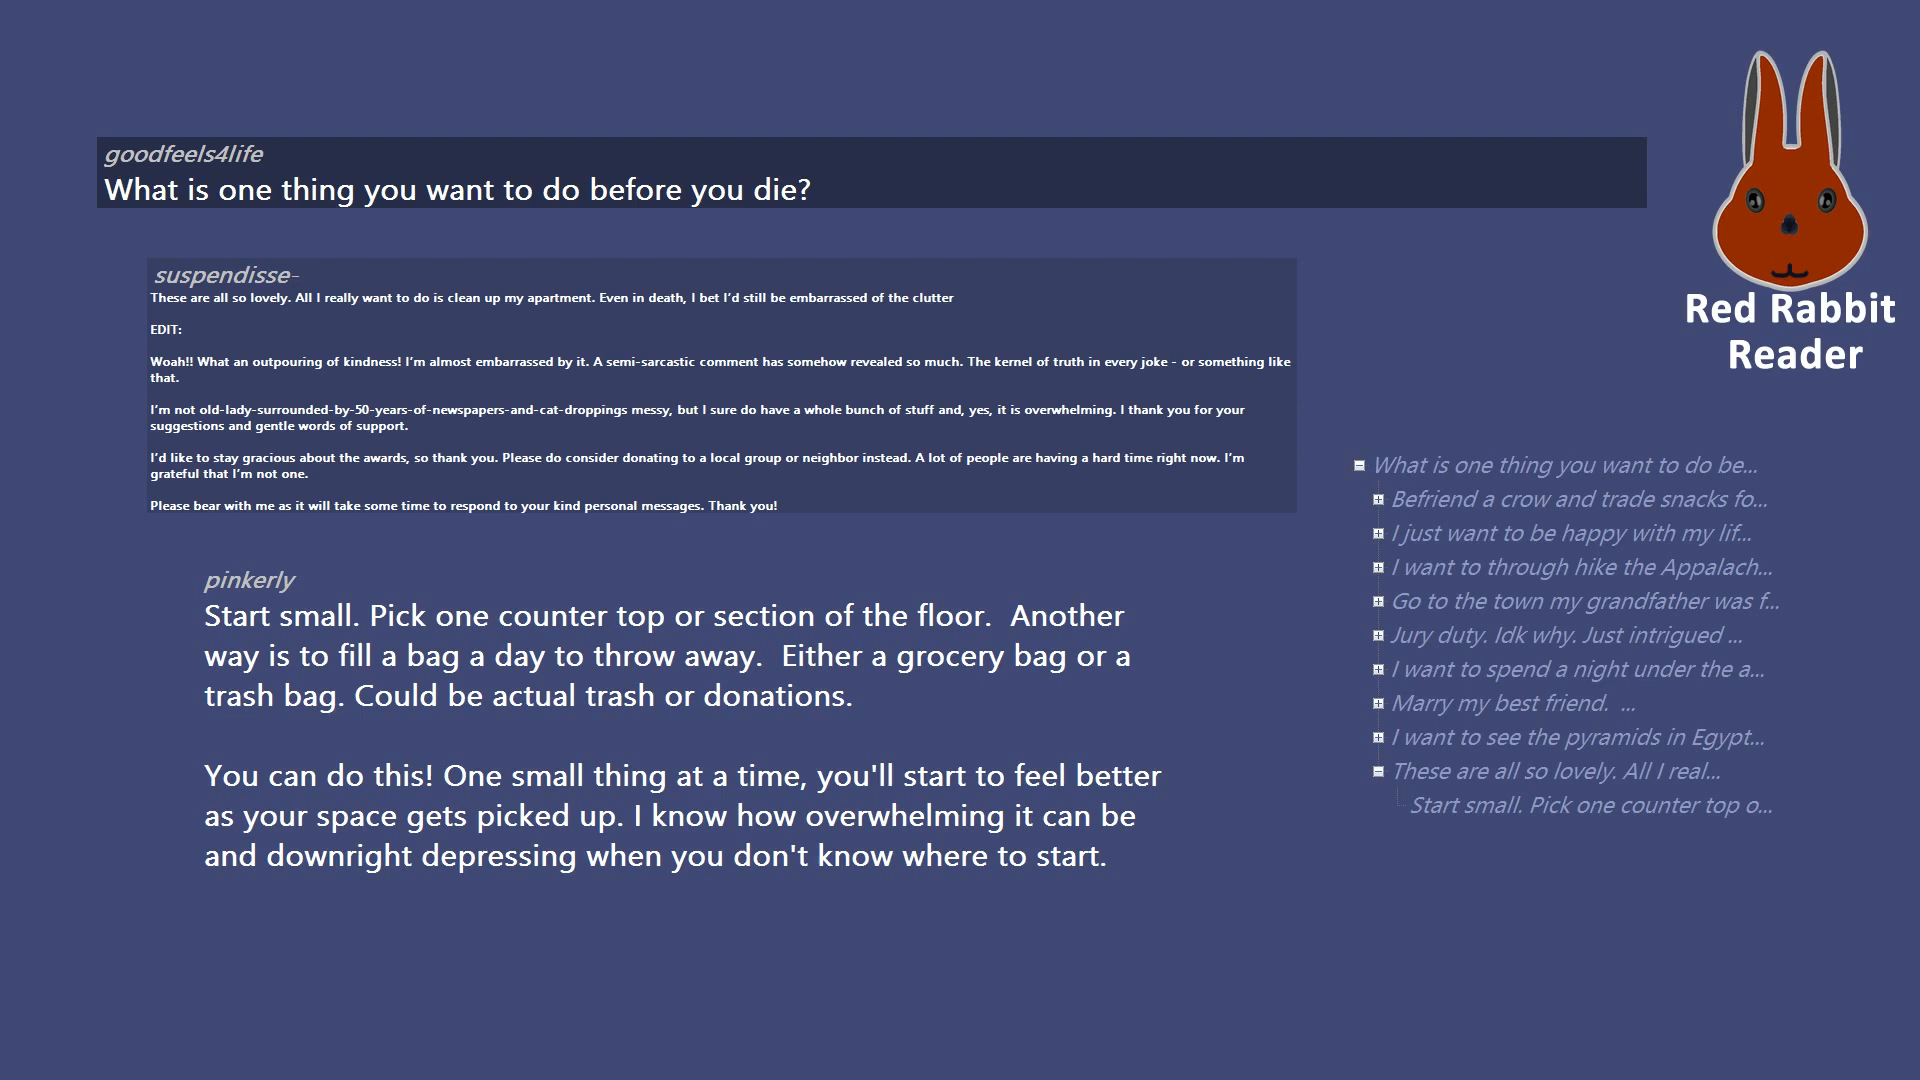 goodfeels4life
What is one thing you want to do before you die?
suspendisse-
These are all so lovely. All I really want to do is clean up my apartment. Even in death, I bet I’d still be embarrassed of the clutter
EDIT:
Woah!! What an outpouring of kindness! I’m almost embarrassed by it. A semi-sarcastic comment has somehow revealed so much. The kernel of truth in every joke - or something like
that.
I’m not old-lady-surrounded-by-50-years-of-newspapers-and-cat-droppings messy, but I sure do have a whole bunch of stuff and, yes, it is overwhelming. I thank you for your
suggestions and gentle words of support.
I’d like to stay gracious about the awards, so thank you. Please do consider donating to a local group or neighbor instead. A lot of people are having a hard time right now. I’m
grateful that I’m not one.
Please bear with me as it will take some time to respond to your kind personal messages. Thank you!
pinkerly
Start small. Pick one counter top or section of the floor.  Another
way is to fill a bag a day to throw away.  Either a grocery bag or a
trash bag. Could be actual trash or donations.
You can do this! One small thing at a time, you'll start to feel better
as your space gets picked up. I know how overwhelming it can be
and downright depressing when you don't know where to start.
Red Rabbit
Reader
What is one thing you want to do be...
Befriend a crow and trade snacks fo...
I just want to be happy with my lif...
I want to through hike the Appalach...
Go to the town my grandfather was f...
Jury duty. Idk why. Just intrigued ...
I want to spend a night under the a...
Marry my best friend.  ...
I want to see the pyramids in Egypt...
These are all so lovely. All I real...
Start small. Pick one counter top o...